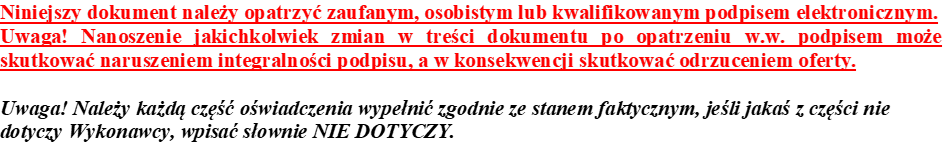 Niniejszy dokument należy opatrzyć zaufanym, osobistym lub kwalifikowanym podpisem elektronicznym.
Uwaga! Nanoszenie jakichkolwiek zmian w treści dokumentu po opatrzeniu w.w. podpisem może
skutkować naruszeniem integralności podpisu, a w konsekwencji skutkować odrzuceniem oferty.
Uwaga! Należy każdą część oświadczenia wypełnić zgodnie ze stanem faktycznym, jeśli jakaś z części nie
dotyczy Wykonawcy, wpisać słownie NIE DOTYCZY.